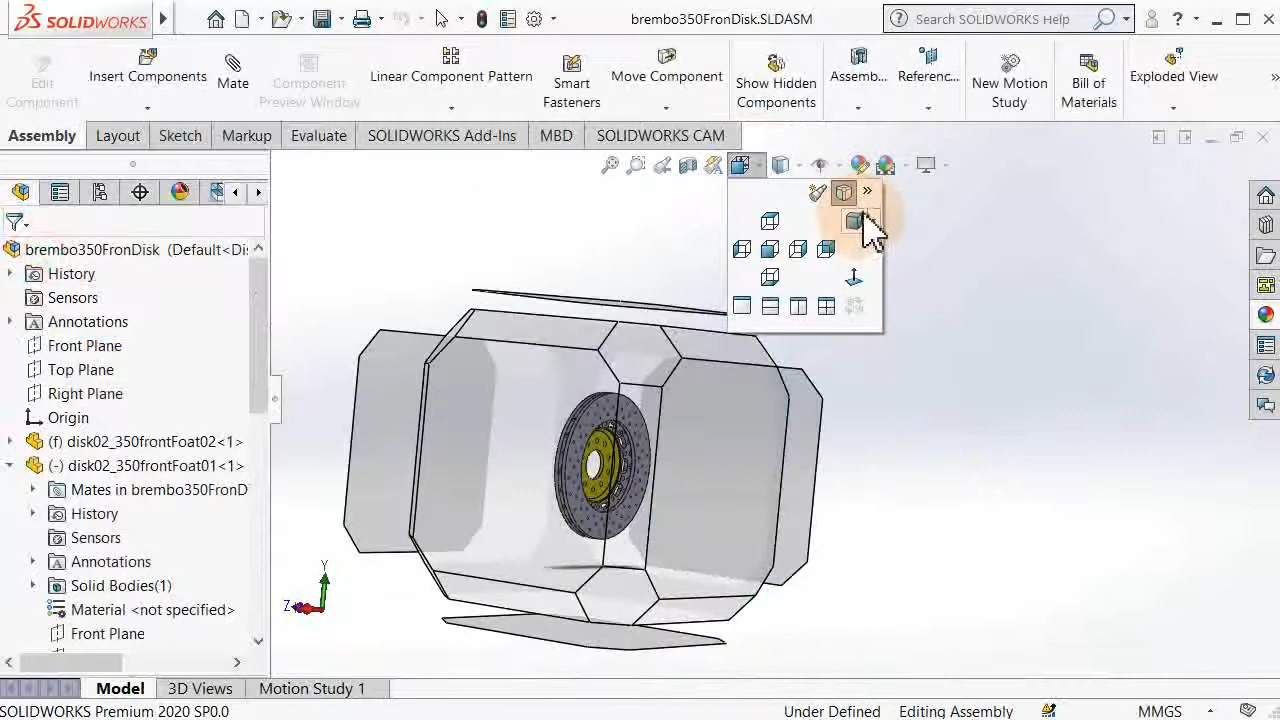 SOLIDWORKS
brembo350FronDisk.SLDASM
Search SOLIDWORKS Help
?
Edit Component
Insert Components
Mate
Component Preview Window
Linear Component Pattern
Smart Fasteners
Move Component
Show Hidden Components
Assemb...
Referenc...
New Motion Study
Bill of Materials
Exploded View
Assembly
Layout
Sketch
Markup
Evaluate
SOLIDWORKS Add-Ins
MBD
SOLIDWORKS CAM
brembo350FronDisk (Default<Di
History
Sensors
Annotations
Front Plane
Top Plane
Right Plane
Origin
(f) disk02_350frontFoat02<1>
(-) disk02_350frontFoat01<1>
Mates in brembo350FronD
History
Sensors
Annotations
Solid Bodies(1)
Material <not specified>
Front Plane
Y
Z
Model
3D Views
Motion Study 1
SOLIDWORKS Premium 2020 SP0.0
Under Defined
Editing Assembly
MMGS